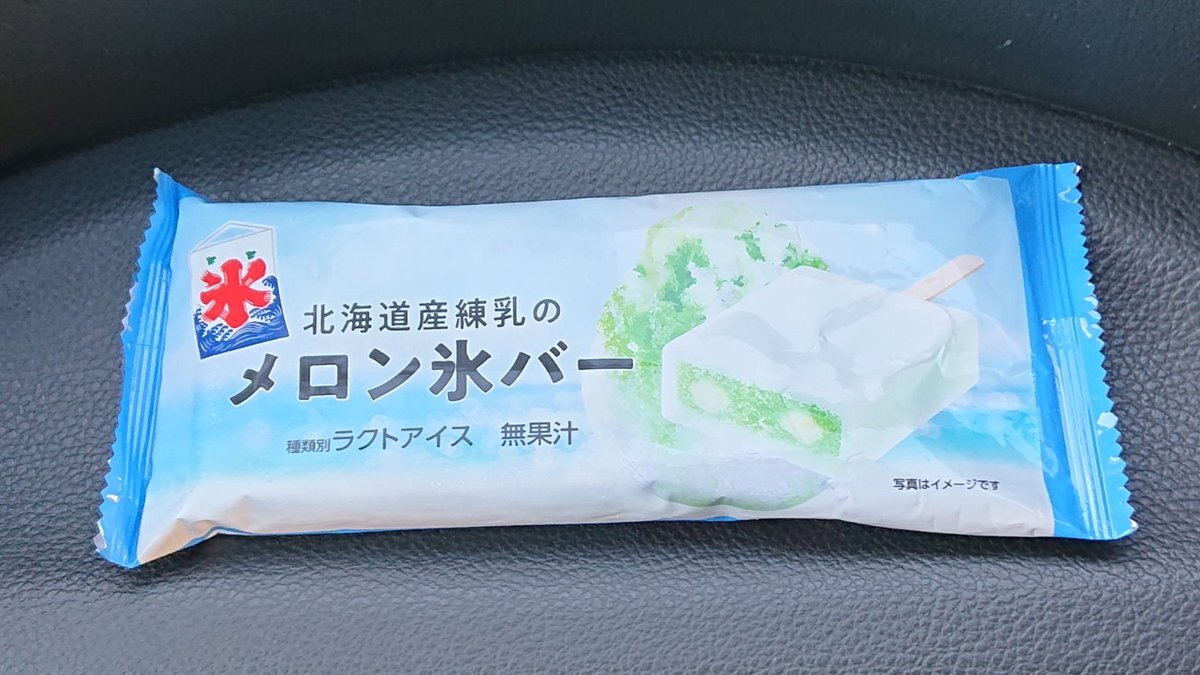 氷
北海道産練乳の
メロン氷バー
種類別 ラクトアイス 無果汁
写真はイメージです